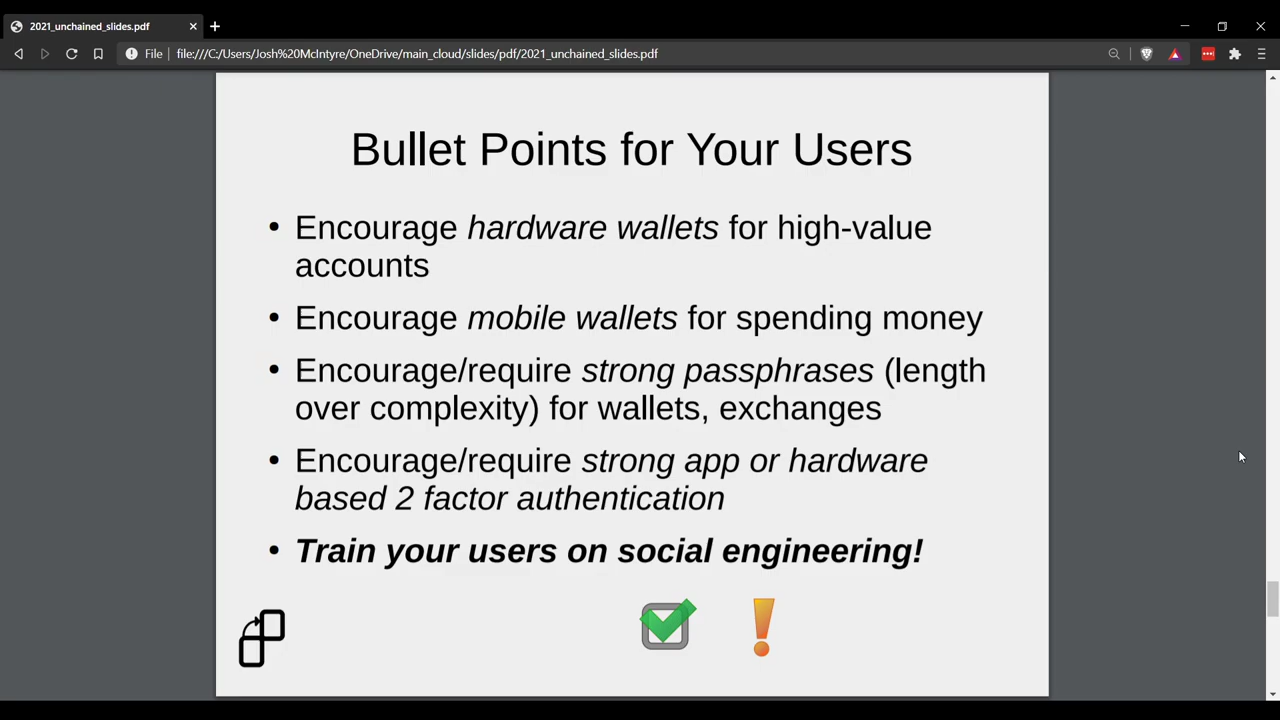 2021_unchained_slides.pdf
File file:///C:/Users/Josh%20McIntyre/OneDrive/main_cloud/slides/pdf/2021_unchained_slides.pdf
Bullet Points for Your Users
• Encourage hardware wallets for high-value
accounts
• Encourage mobile wallets for spending money
• Encourage/require strong passphrases (length
over complexity) for wallets, exchanges
• Encourage/require strong app or hardware
based 2 factor authentication
• Train your users on social engineering!